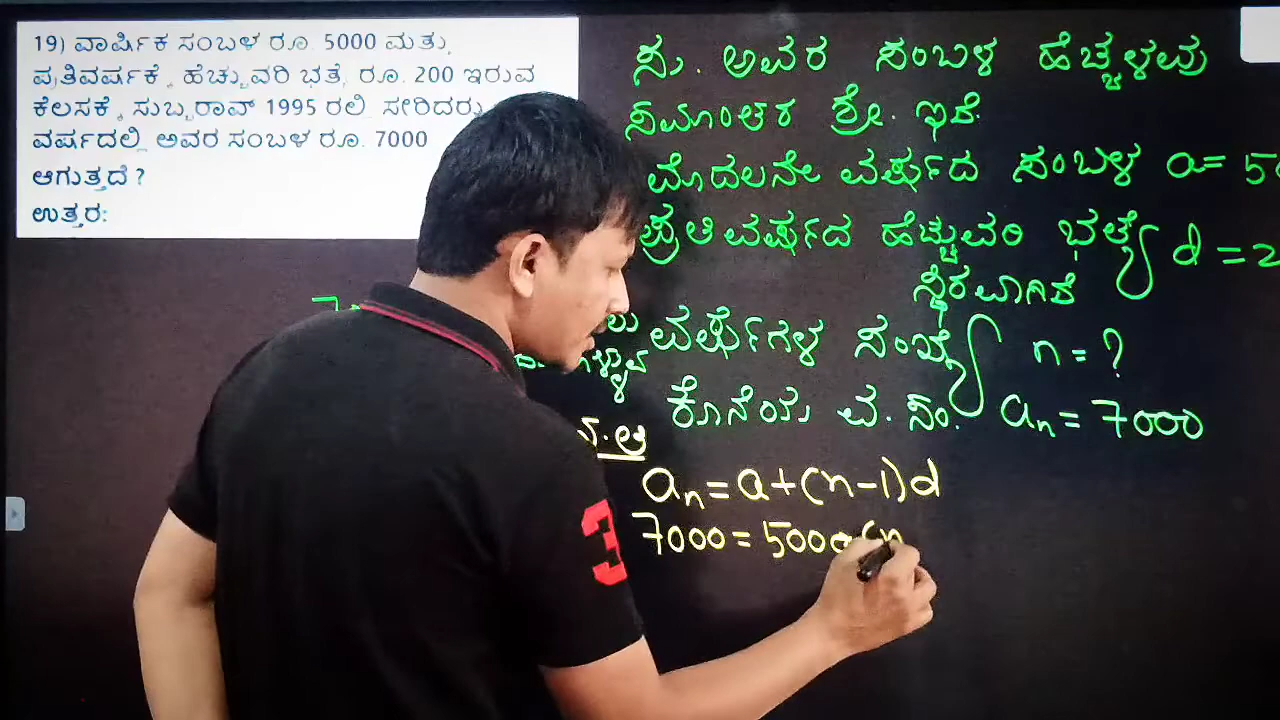 19) ವಾರ್ಷಿಕ ಸಂಬಳ ರೂ. 5000 ಮತ್ತು
ಪ್ರತಿವರ್ಷಕ್ಕೆ ಹೆಚ್ಚುವರಿ ಭತ್ಯೆ ರೂ. 200 ಇರುವ
ಕೆಲಸಕ್ಕೆ ಸುಬ್ಬರಾವ್ 1995 ರಲ್ಲಿ ಸೇರಿದರು
ವರ್ಷದಲ್ಲಿ ಅವರ ಸಂಬಳ ರೂ. 7000
ಆಗುತ್ತದೆ?
ಉತ್ತರ:
ಸು. ಅವರ ಸಂಬಳ ಹೆಚ್ಚಳವು
ಸಮಾಂತರ ಶ್ರೇ. ಇದೆ.
ಮೊದಲನೇ ವರ್ಷದ ಸಂಬಳ a=
ಪ್ರತಿ ವರ್ಷದ ಹೆಚ್ಚುವರಿ ಭತ್ಯೆ d =
ಸ್ಥಿರವಾಗಿದೆ
ವರ್ಷಗಳ ಸಂಖ್ಯೆ n = ?
ಕೊನೆಯ ವ. ಸಂ. an = 7000
an = a+(n-1)d
7000 = 5000 (n
3